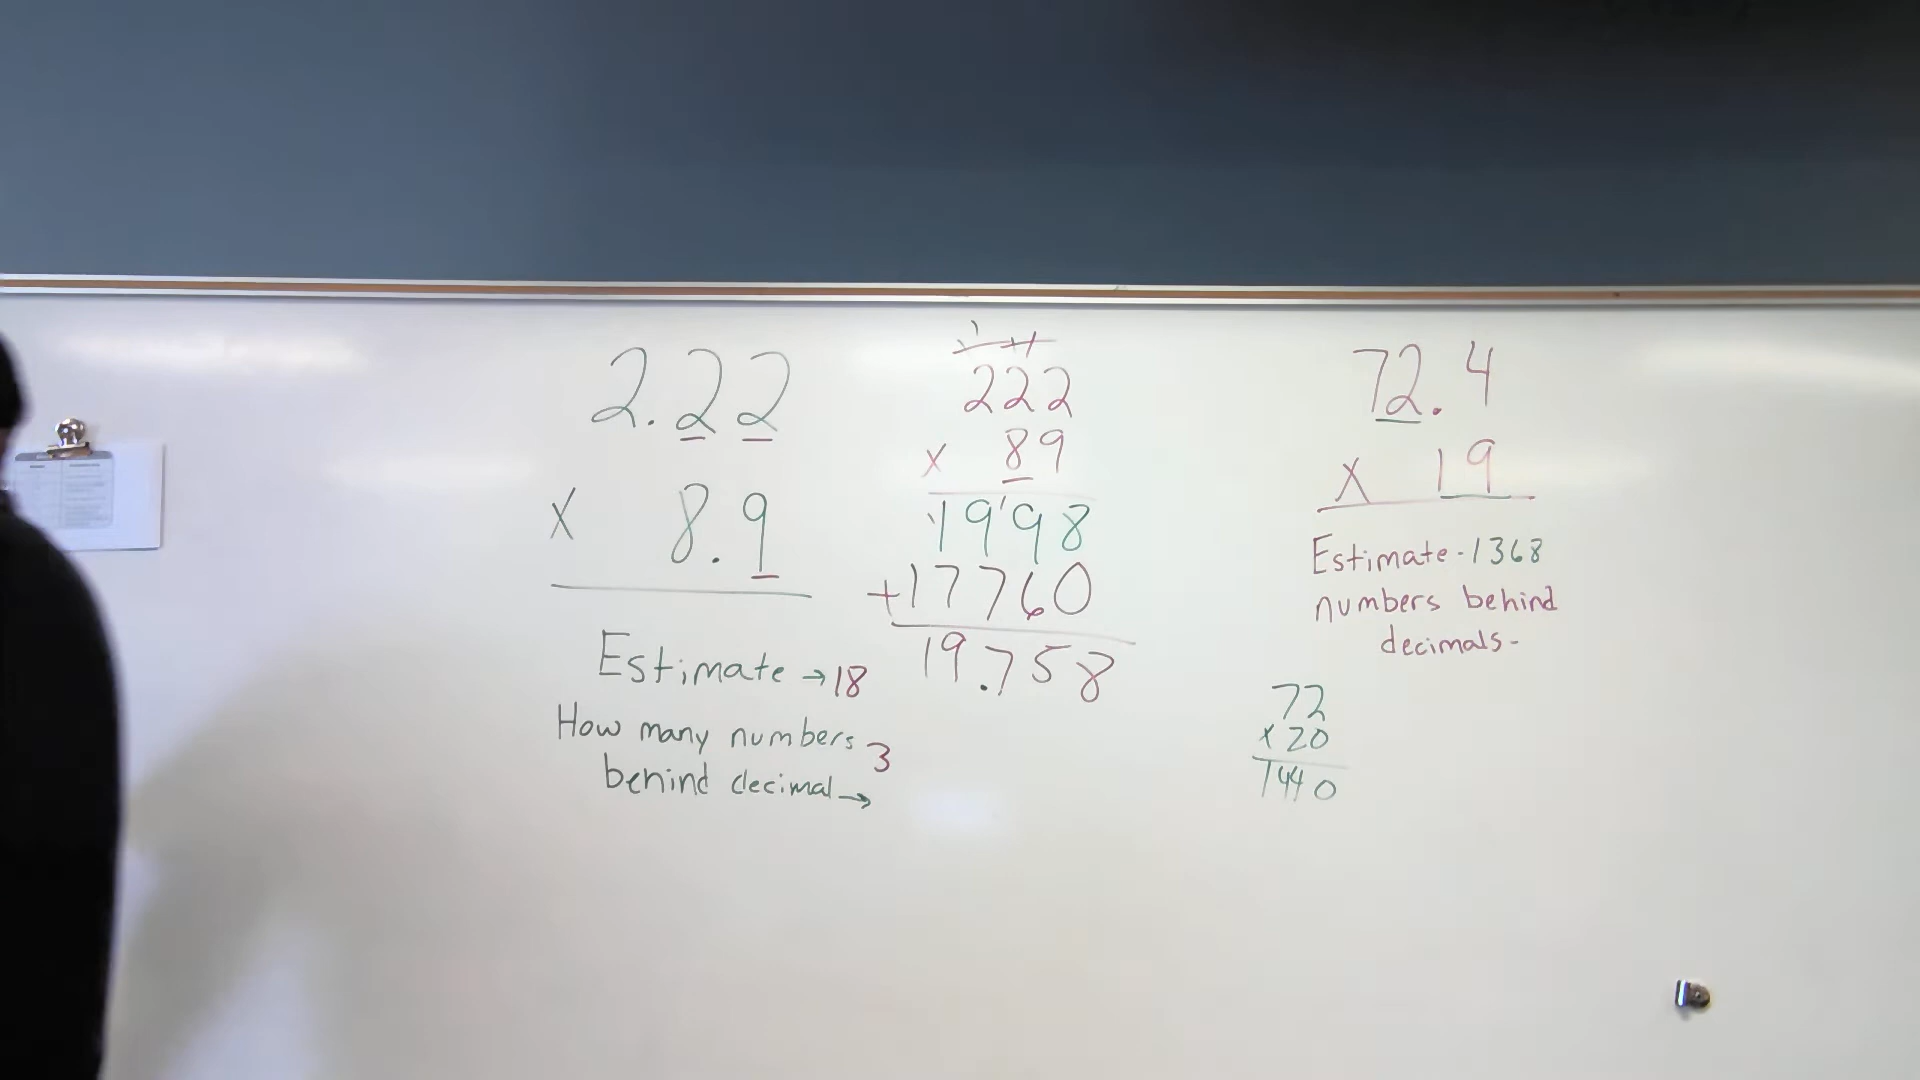 2.22
x 8.9
Estimate → 18
How many numbers 3
behind decimal →
222
x 89
1998
+17760
19.758
72.4
x 19
Estimate - 1368
numbers behind
decimals -
72
x 20
1440